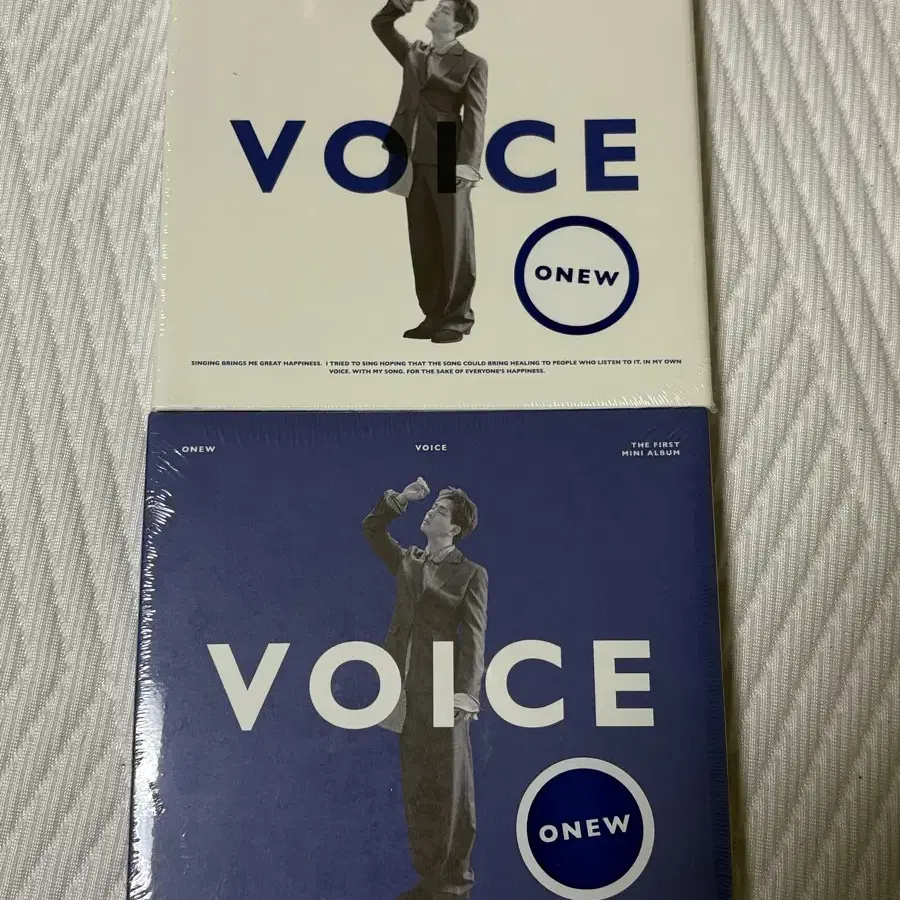 VOICE
ONEW
SINGING BRINGS ME GREAT HAPPINESS. I TRIED TO SING HOPING THAT THE SONG COULD BRING HEALING TO PEOPLE WHO LISTEN TO IT. IN MY OWN
VOICE. WITH MY SONG. FOR THE SAKE OF EVERYONE'S HAPPINESS.
ONEW
VOICE
THE FIRST
MINI ALBUM
VOICE
ONEW